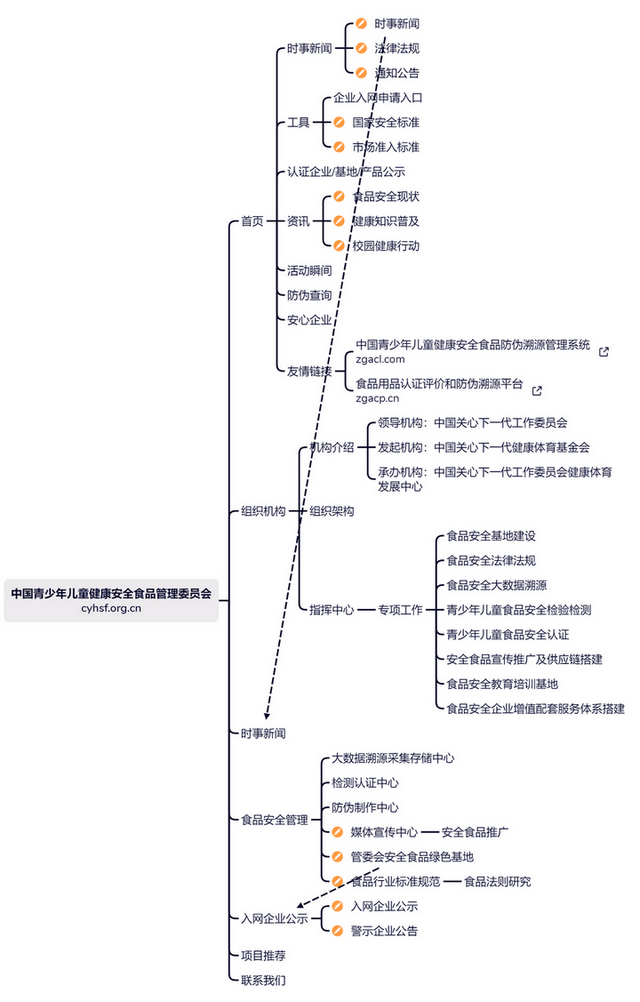 中国青少年儿童健康安全食品管理委员会
cyhsf.org.cn
首页
时事新闻
时事新闻
法律法规
通知公告
工具
企业入网申请入口
国家安全标准
市场准入标准
认证企业/基地/产品公示
资讯
食品安全现状
健康知识普及
校园健康行动
活动瞬间
防伪查询
安心企业
友情链接
中国青少年儿童健康安全食品防伪溯源管理系统
zgacl.com
食品用品认证评价和防伪溯源平台
zgacp.cn
组织机构
机构介绍
领导机构：中国关心下一代工作委员会
发起机构：中国关心下一代健康体育基金会
承办机构：中国关心下一代工作委员会健康体育
发展中心
组织架构
指挥中心
专项工作
食品安全基地建设
食品安全法律法规
食品安全大数据溯源
青少年儿童食品安全检验检测
青少年儿童食品安全认证
安全食品宣传推广及供应链搭建
食品安全教育培训基地
食品安全企业增值配套服务体系搭建
时事新闻
食品安全管理
大数据溯源采集存储中心
检测认证中心
防伪制作中心
媒体宣传中心
安全食品推广
管委会安全食品绿色基地
食品行业标准规范
食品法则研究
入网企业公示
入网企业公示
警示企业公告
项目推荐
联系我们